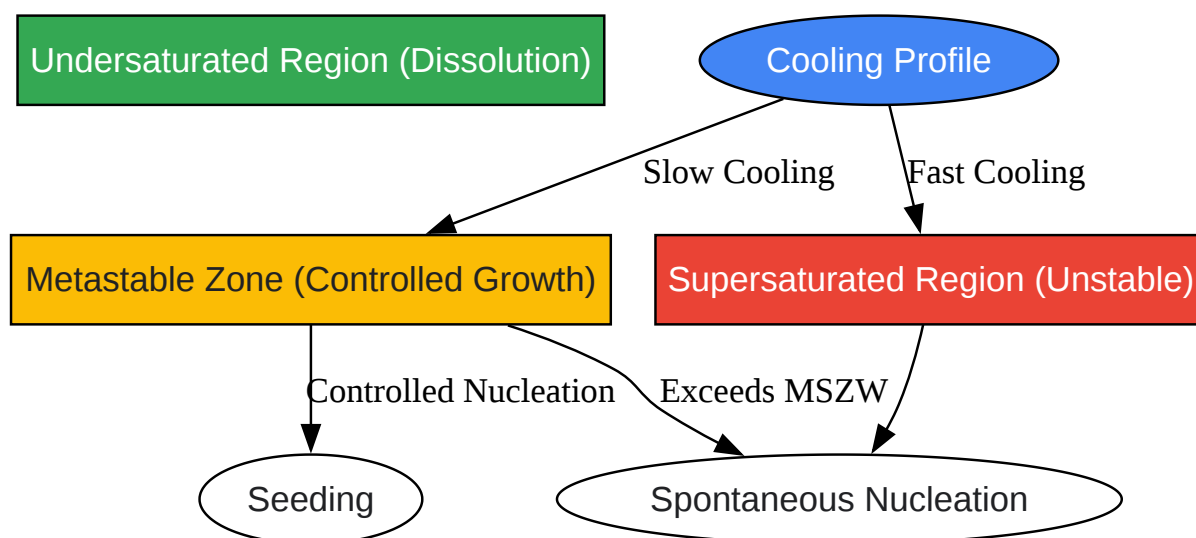 Undersaturated Region (Dissolution)
Cooling Profile
Slow Cooling
Fast Cooling
Metastable Zone (Controlled Growth)
Supersaturated Region (Unstable)
Controlled Nucleation
Exceeds MSZW
Seeding
Spontaneous Nucleation